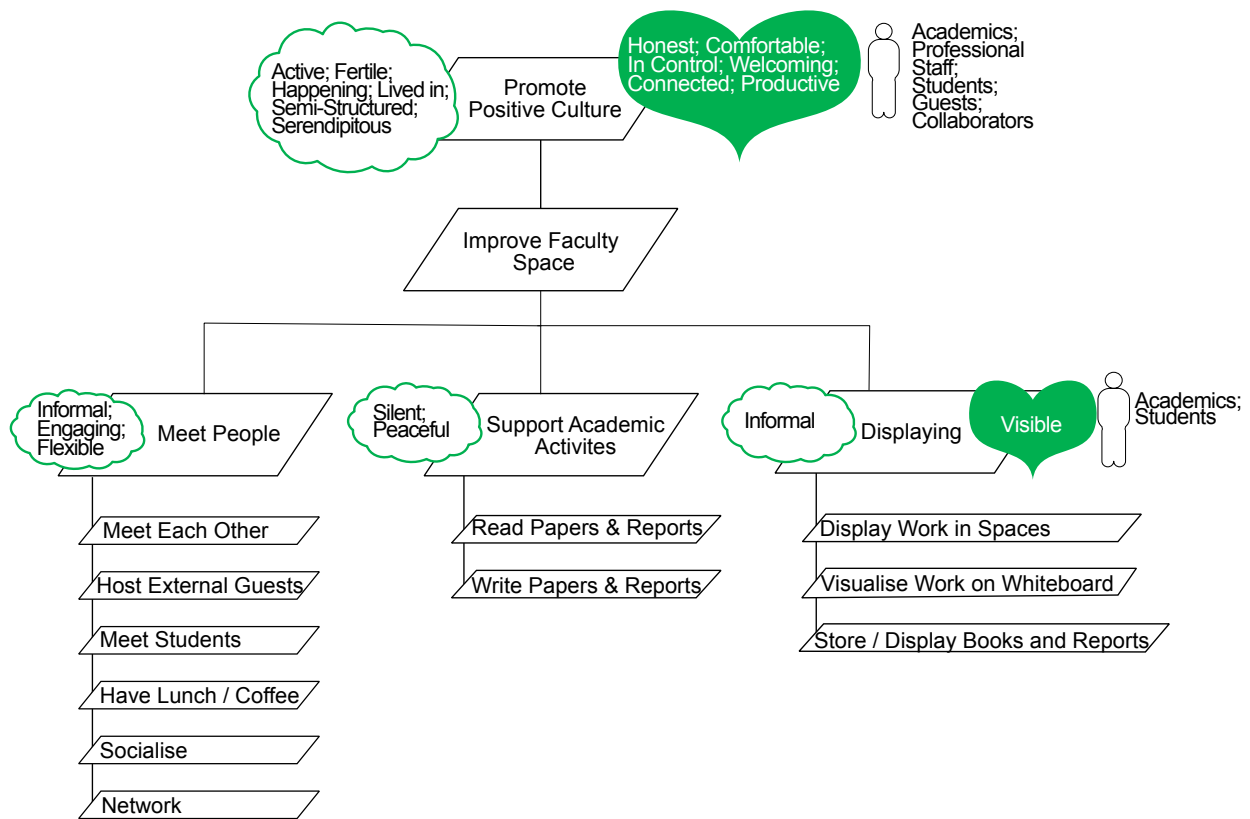 Active; Fertile;
Happening; Lived in;
Semi-Structured;
Serendipitous
Promote
Positive Culture
Honest; Comfortable;
In Control; Welcoming;
Connected; Productive
Academics;
Professional
Staff;
Students;
Guests;
Collaborators
Improve Faculty
Space
Informal;
Engaging;
Flexible
Meet People
Silent;
Peaceful
Support Academic
Activites
Informal
Displaying
Visible
Academics;
Students
Meet Each Other
Host External Guests
Meet Students
Have Lunch / Coffee
Socialise
Network
Read Papers & Reports
Write Papers & Reports
Display Work in Spaces
Visualise Work on Whiteboard
Store / Display Books and Reports